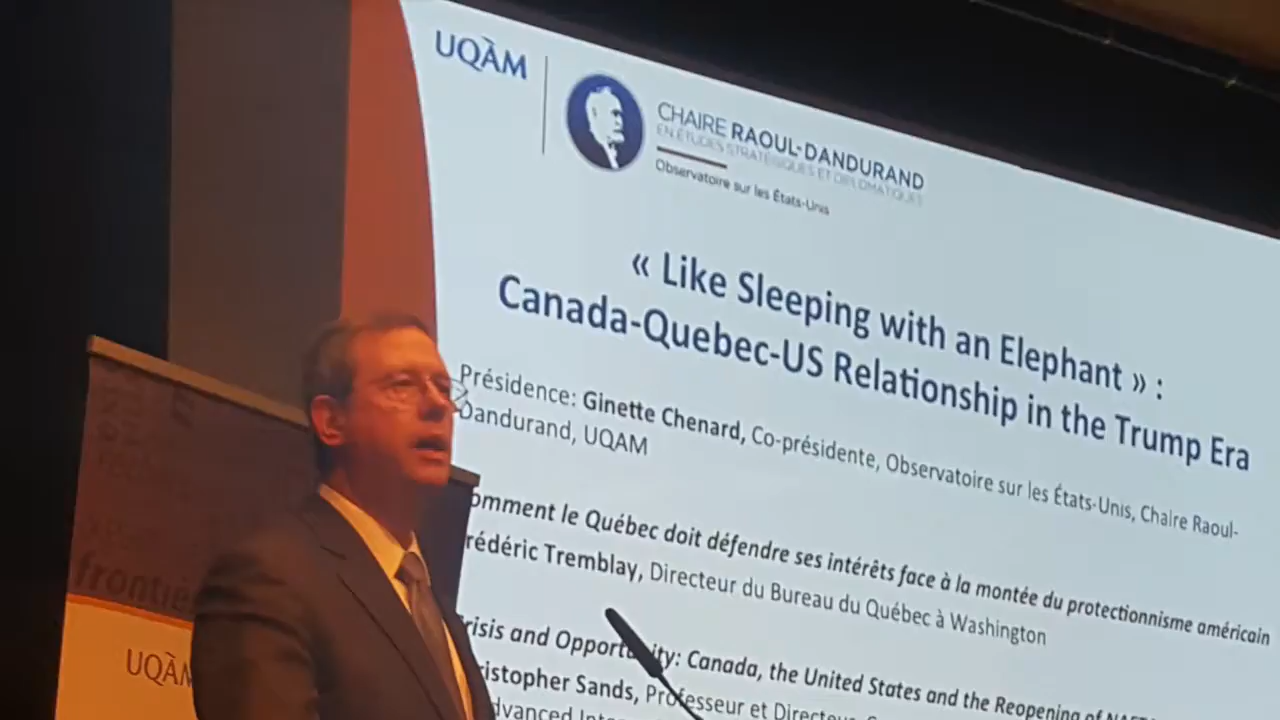 UQÀM
CHAIRE RAOUL-DANDURAND
EN ÉTUDES STRATÉGIQUES ET DIPLOMATIQUES
Observatoire sur les États-Unis
« Like Sleeping with an Elephant » :
Canada-Quebec-US Relationship in the Trump Era
Présidence: Ginette Chenard, Co-présidente, Observatoire sur les États-Unis, Chaire Raoul-
Dandurand, UQAM
omment le Québec doit défendre ses intérêts face à la montée du protectionnisme américain
rédéric Tremblay, Directeur du Bureau du Québec à Washington
risis and Opportunity: Canada, the United States and the Reopening of
ristopher Sands, Professeur et Directeur
frontiè
UQÀM